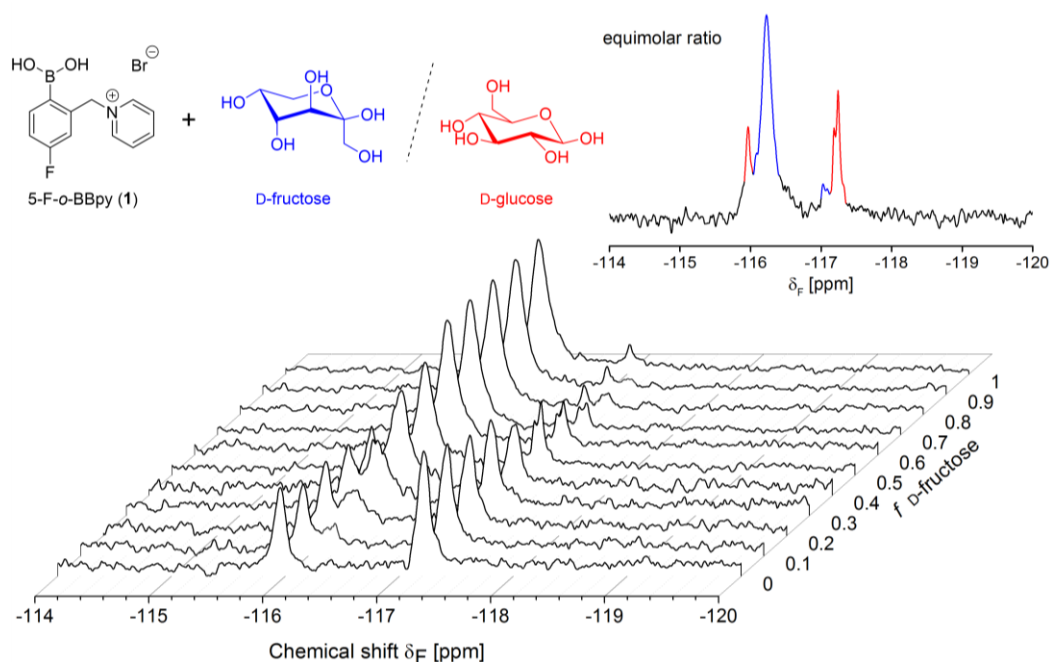 HO OH
B
Br⊖
N+
F
5-F-o-BBpy (1)
+
OH
HO
O
OH
OH
OH
D-fructose
OH
HO
HO
O
OH
OH
D-glucose
equimolar ratio
-114 -115 -116 -117 -118 -119 -120
δF [ppm]
1
0.9
0.8
0.7
0.6
0.5
0.4
0.3
0.2
0.1
0
f D-fructose
-114 -115 -116 -117 -118 -119 -120
Chemical shift δF [ppm]